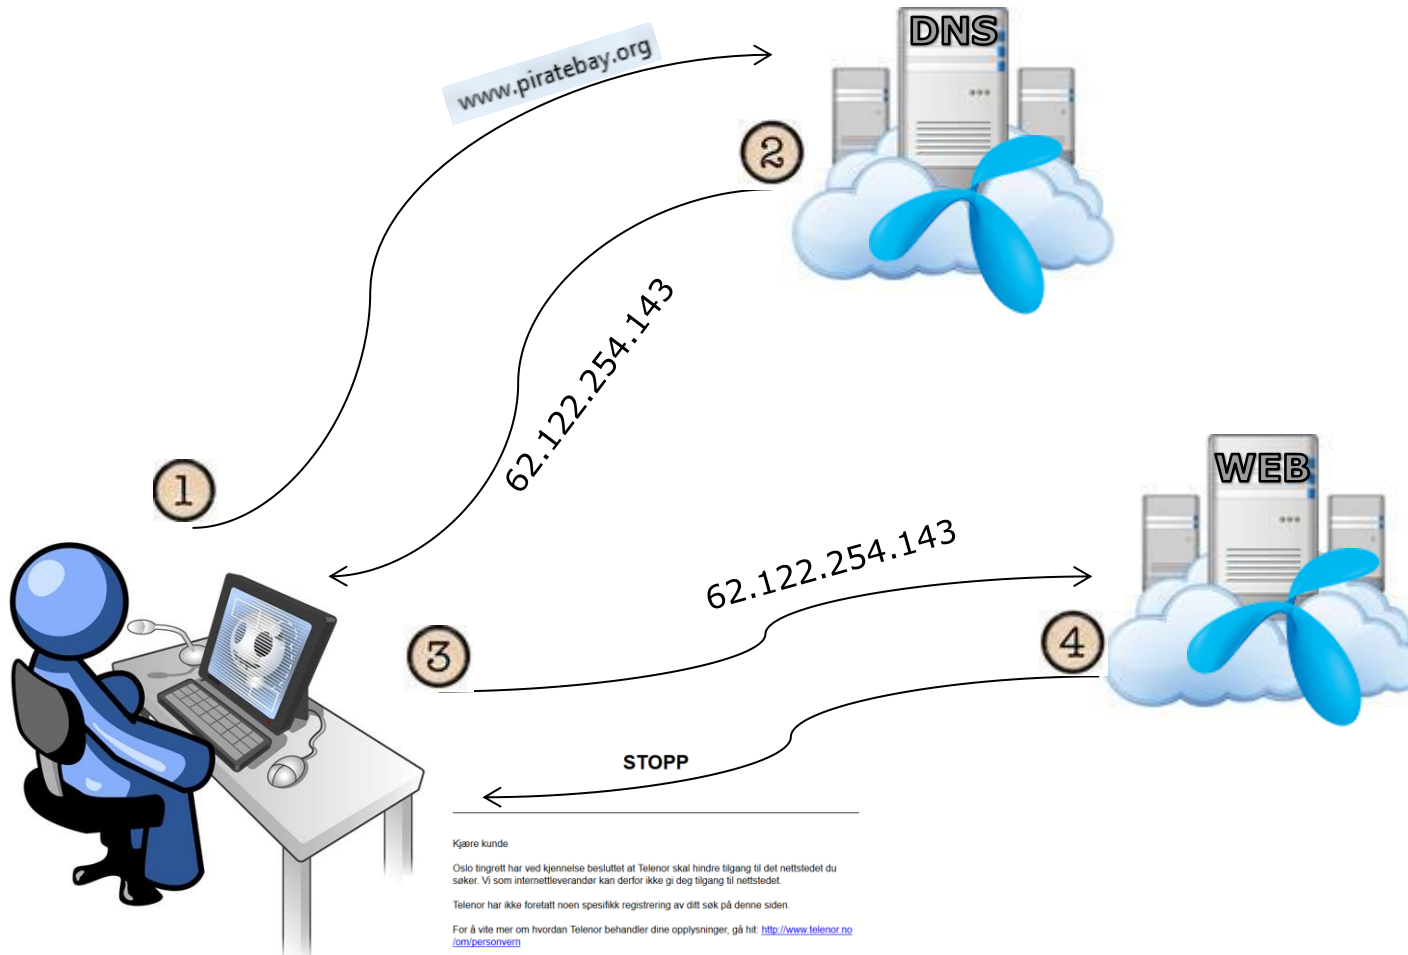 DNS
www.piratebay.org
2
62.122.254.143
1
WEB
62.122.254.143
3
4
STOPP
Kjære kunde
Oslo tingrett har ved kjennelse besluttet at Telenor skal hindre tilgang til det nettstedet du
søker. Vi som internettleverandør kan derfor ikke gi deg tilgang til nettstedet.
Telenor har ikke foretatt noen spesifikk registrering av ditt søk på denne siden.
For å vite mer om hvordan Telenor behandler dine opplysninger, gå hit: http://www.telenor.no
/om/personvern